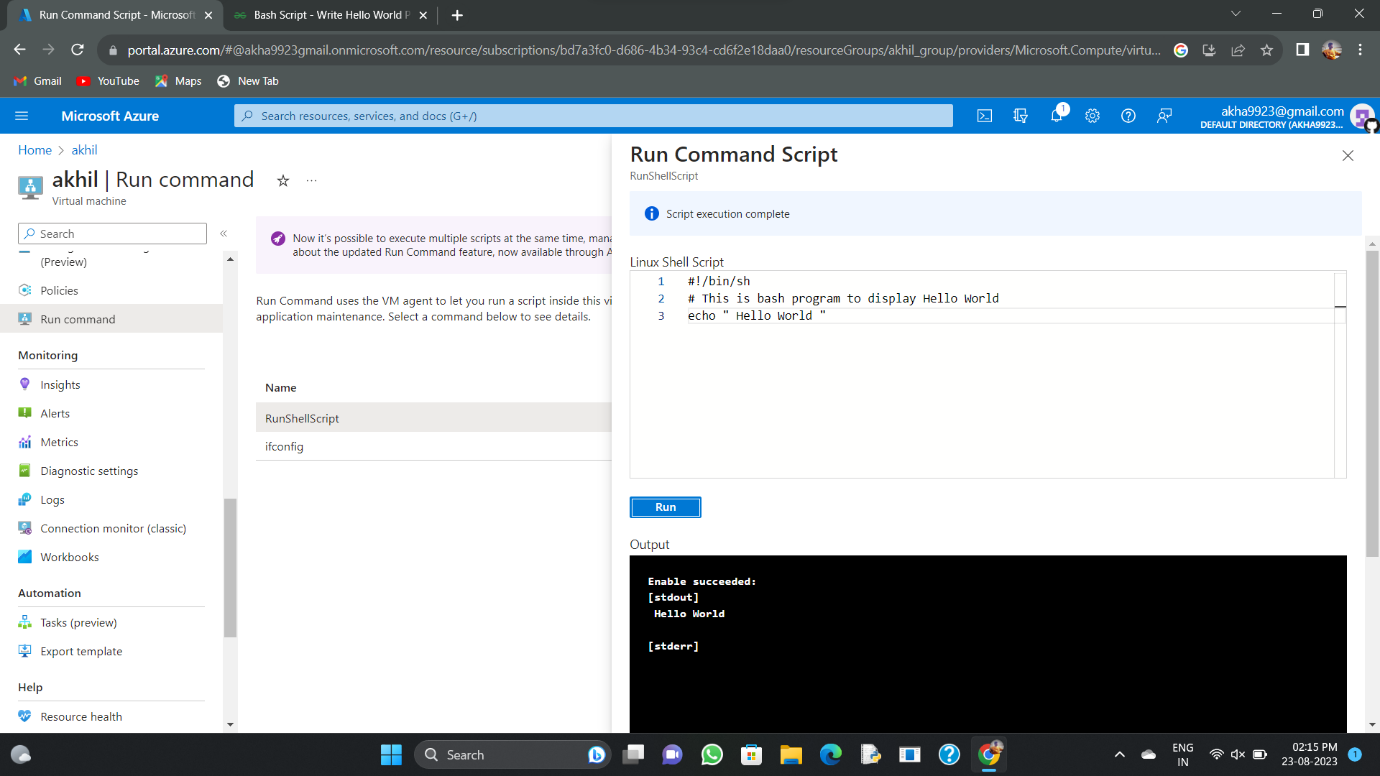 Run Command Script - Microsoft
Bash Script - Write Hello World P
portal.azure.com/#@akha9923gmail.onmicrosoft.com/resource/subscriptions/bd7a3fc0-d686-4b34-93c4-cd6f2e18daa0/resourceGroups/akhil_group/providers/Microsoft.Compute/virtu...
Gmail
YouTube
Maps
New Tab
Microsoft Azure
Search resources, services, and docs (G+/)
1
akha9923@gmail.com
DEFAULT DIRECTORY (AKHA9923...
Home > akhil
akhil | Run command
...
Virtual machine
Search
«
(Preview)
Policies
Run command
Monitoring
Insights
Alerts
Metrics
Diagnostic settings
Logs
Connection monitor (classic)
Workbooks
Automation
Tasks (preview)
Export template
Help
Resource health
Now it's possible to execute multiple scripts at the same time, mana
about the updated Run Command feature, now available through A
Run Command uses the VM agent to let you run a script inside this vi
application maintenance. Select a command below to see details.
Name
RunShellScript
ifconfig
Run Command Script
RunShellScript
Script execution complete
Linux Shell Script
1 #!/bin/sh
2 # This is bash program to display Hello World
3 echo " Hello World "
Run
Output
Enable succeeded:
[stdout]
Hello World
[stderr]
Search
ENG
IN
02:15 PM
23-08-2023
1